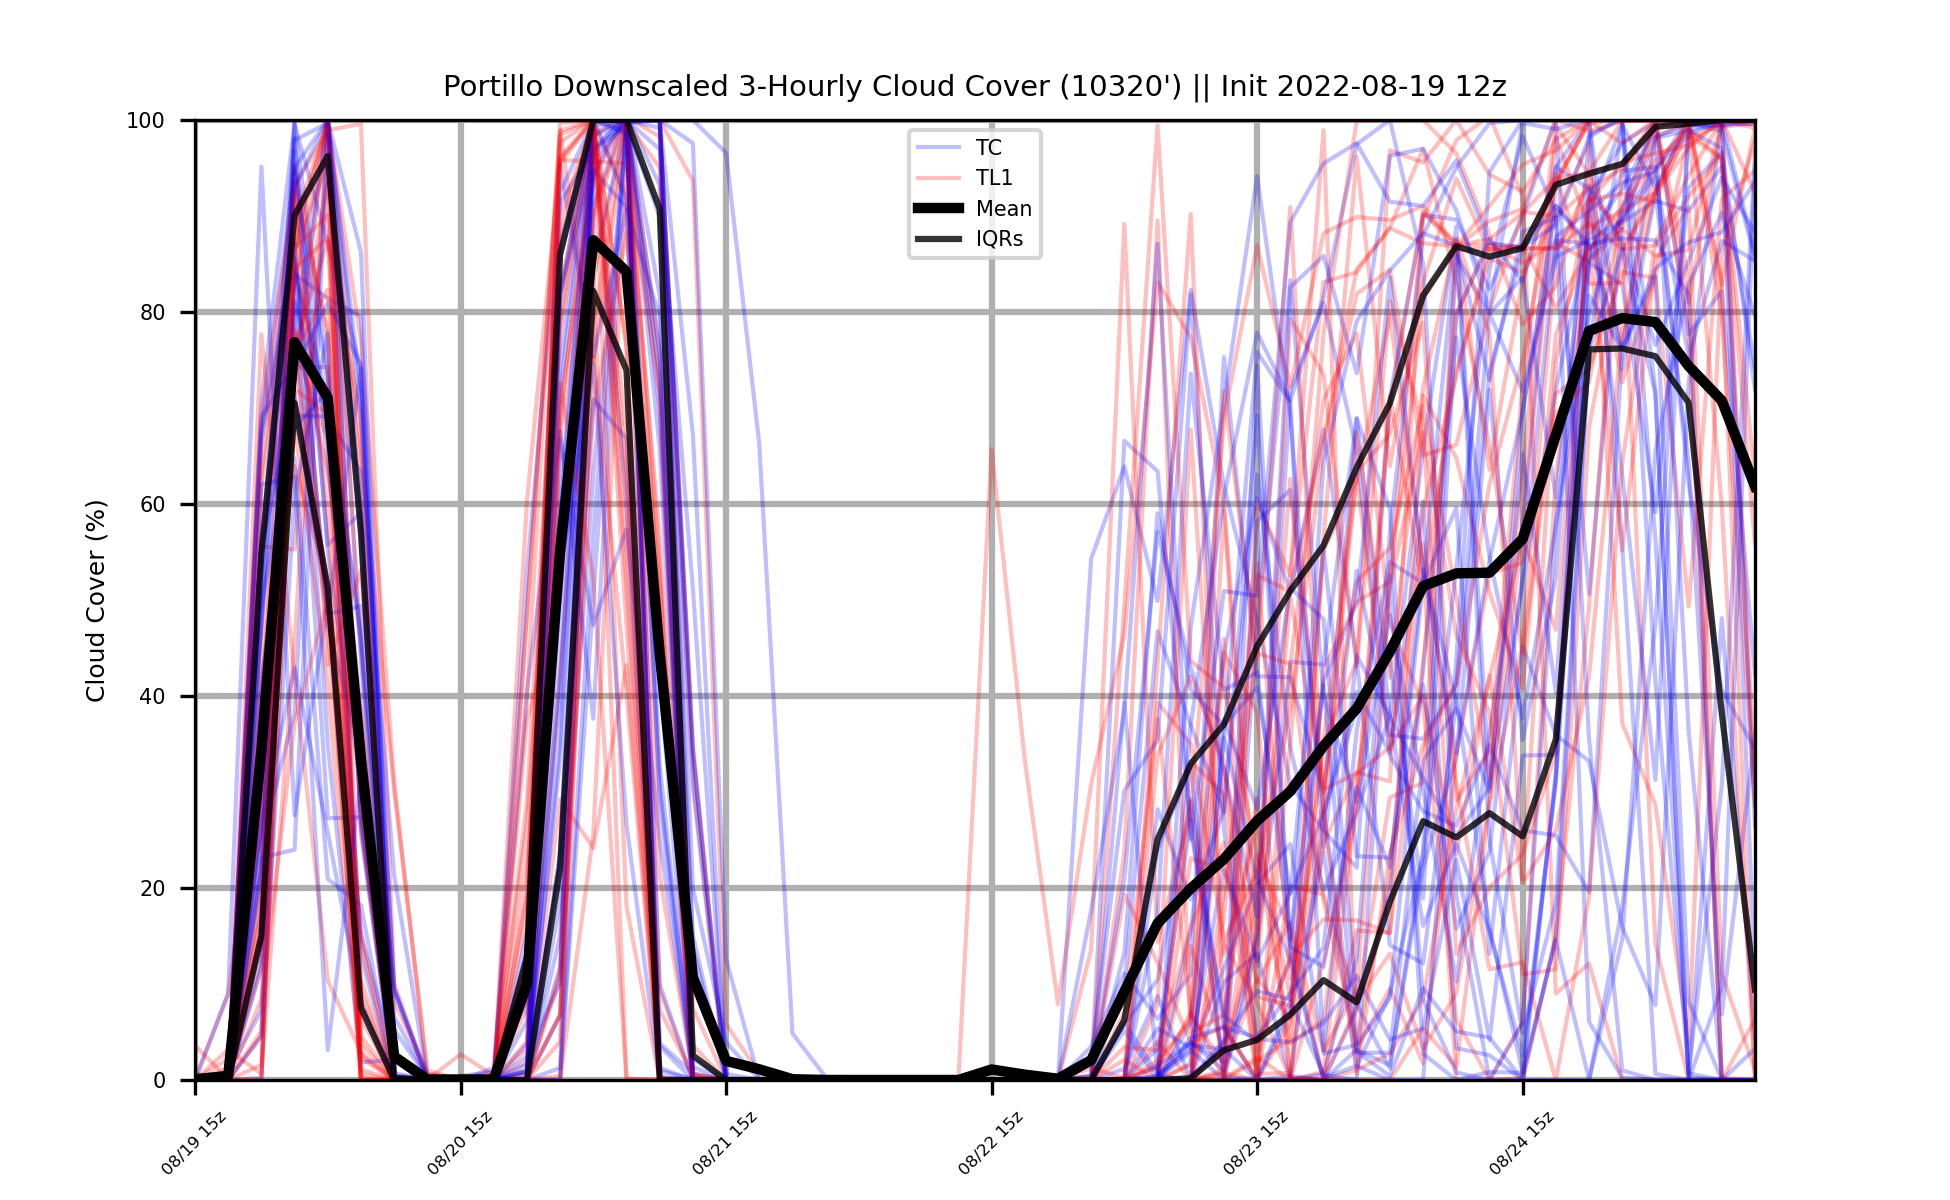 Portillo Downscaled 3-Hourly Cloud Cover (10320') || Init 2022-08-19 12z
TC
TL1
Mean
IQRs
Cloud Cover (%)
100
80
60
40
20
0
08/19 15z
08/20 15z
08/21 15z
08/22 15z
08/23 15z
08/24 15z